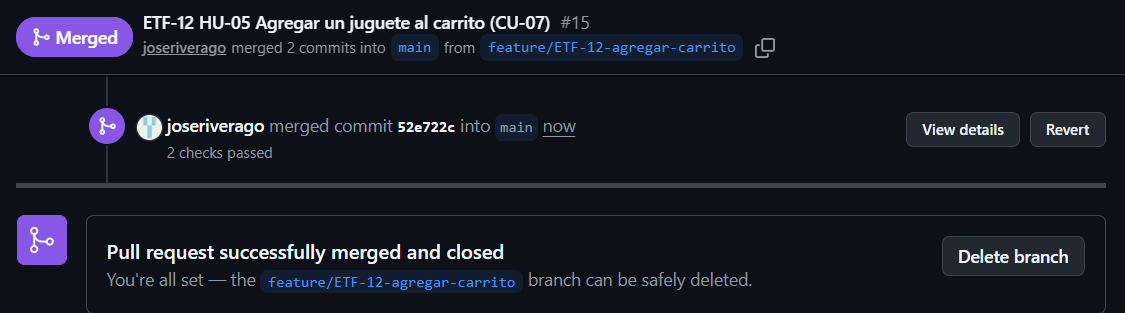 Merged
ETF-12 HU-05 Agregar un juguete al carrito (CU-07) #15
joseriverago merged 2 commits into main from feature/ETF-12-agregar-carrito
joseriverago merged commit 52e722c into main now
View details
Revert
2 checks passed
Pull request successfully merged and closed
You're all set — the feature/ETF-12-agregar-carrito branch can be safely deleted.
Delete branch